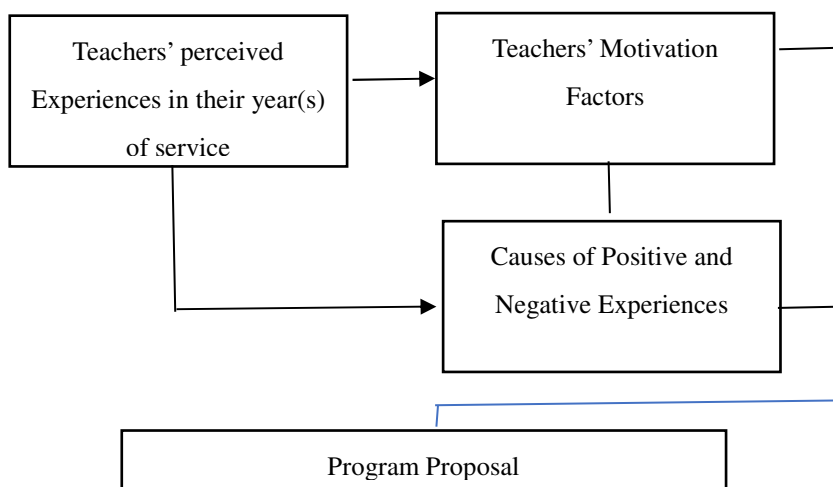 Teachers’ perceived
Experiences in their year(s)
of service
Teachers’ Motivation
Factors
Causes of Positive and
Negative Experiences
Program Proposal